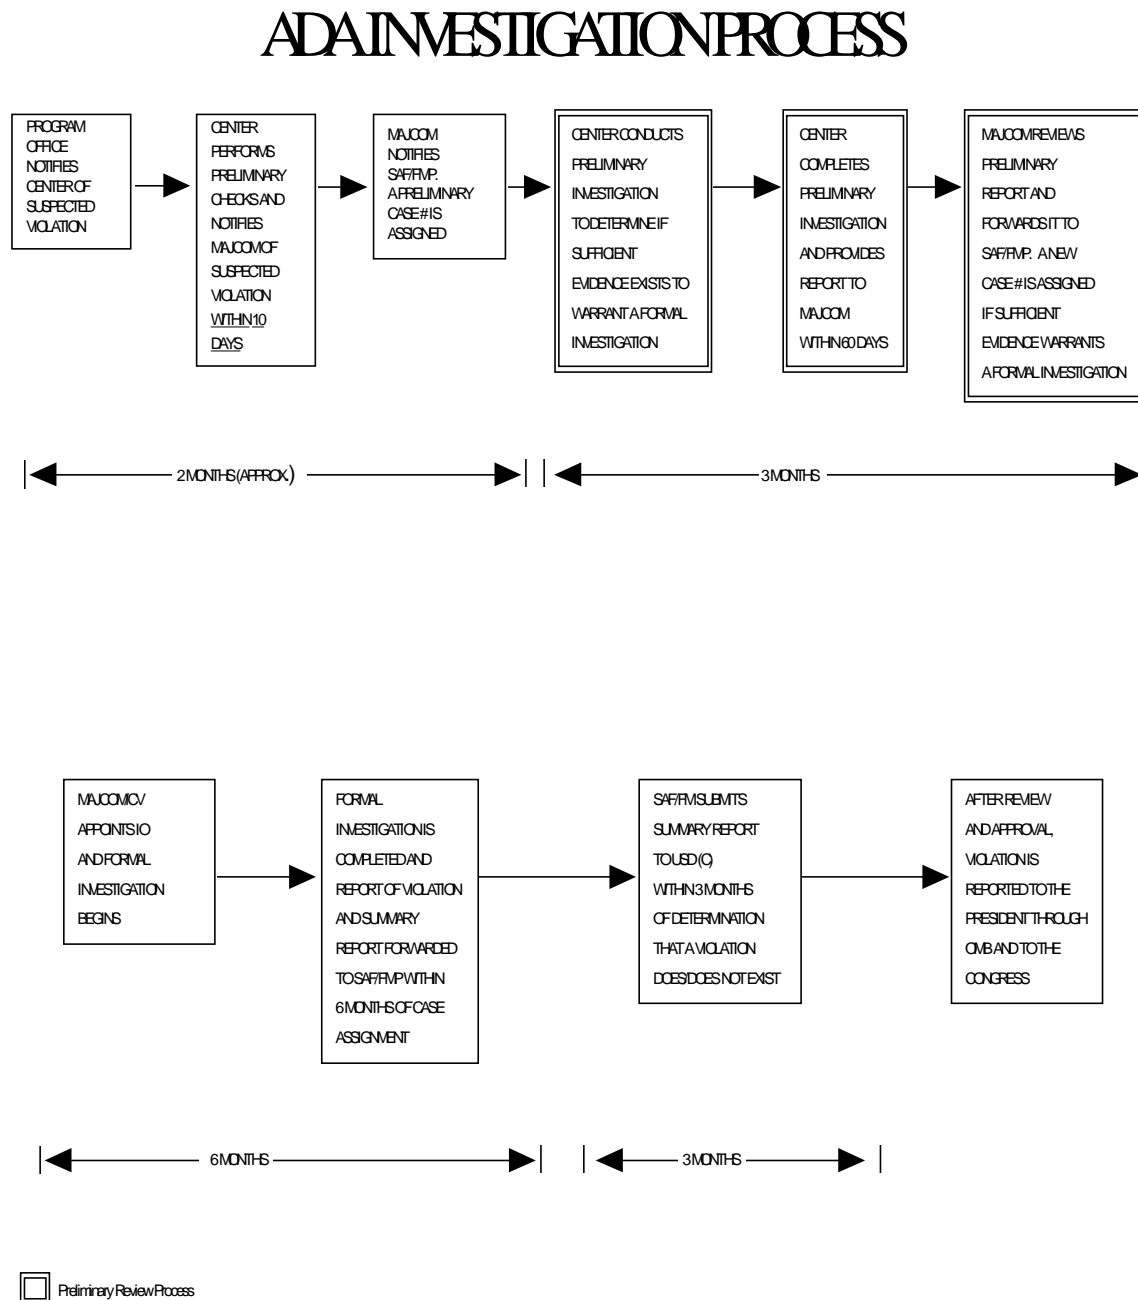 ADA INVESTIGATION PROCESS
PROGRAM
OFFICE
NOTIFIES
CENTER OF
SUSPECTED
VIOLATION
CENTER
PERFORMS
PRELIMINARY
CHECKS AND
NOTIFIES
MAJCOM OF
SUSPECTED
VIOLATION
WITHIN 10
DAYS
MAJCOM
NOTIFIES
SAF/FMP.
A PRELIMINARY
CASE # IS
ASSIGNED
CENTER CONDUCTS
PRELIMINARY
INVESTIGATION
TO DETERMINE IF
SUFFICIENT
EVIDENCE EXISTS TO
WARRANT A FORMAL
INVESTIGATION
CENTER
COMPLETES
PRELIMINARY
INVESTIGATION
AND PROVIDES
REPORT TO
MAJCOM
WITHIN 60 DAYS
MAJCOM REVIEWS
PRELIMINARY
REPORT AND
FORWARDS IT TO
SAF/FMP. A NEW
CASE # IS ASSIGNED
IF SUFFICIENT
EVIDENCE WARRANTS
A FORMAL INVESTIGATION
2 MONTHS (APPROX.)
3 MONTHS
MAJCOM/CV
APPOINTS IO
AND FORMAL
INVESTIGATION
BEGINS
FORMAL
INVESTIGATION IS
COMPLETED AND
REPORT OF VIOLATION
AND SUMMARY
REPORT FORWARDED
TO SAF/FMP WITHIN
6 MONTHS OF CASE
ASSIGNMENT
SAF/FM SUBMITS
SUMMARY REPORT
TO USD (C)
WITHIN 3 MONTHS
OF DETERMINATION
THAT A VIOLATION
DOES/DOES NOT EXIST
AFTER REVIEW
AND APPROVAL,
VIOLATION IS
REPORTED TO THE
PRESIDENT THROUGH
OMB AND TO THE
CONGRESS
6 MONTHS
3 MONTHS
Preliminary Review Process